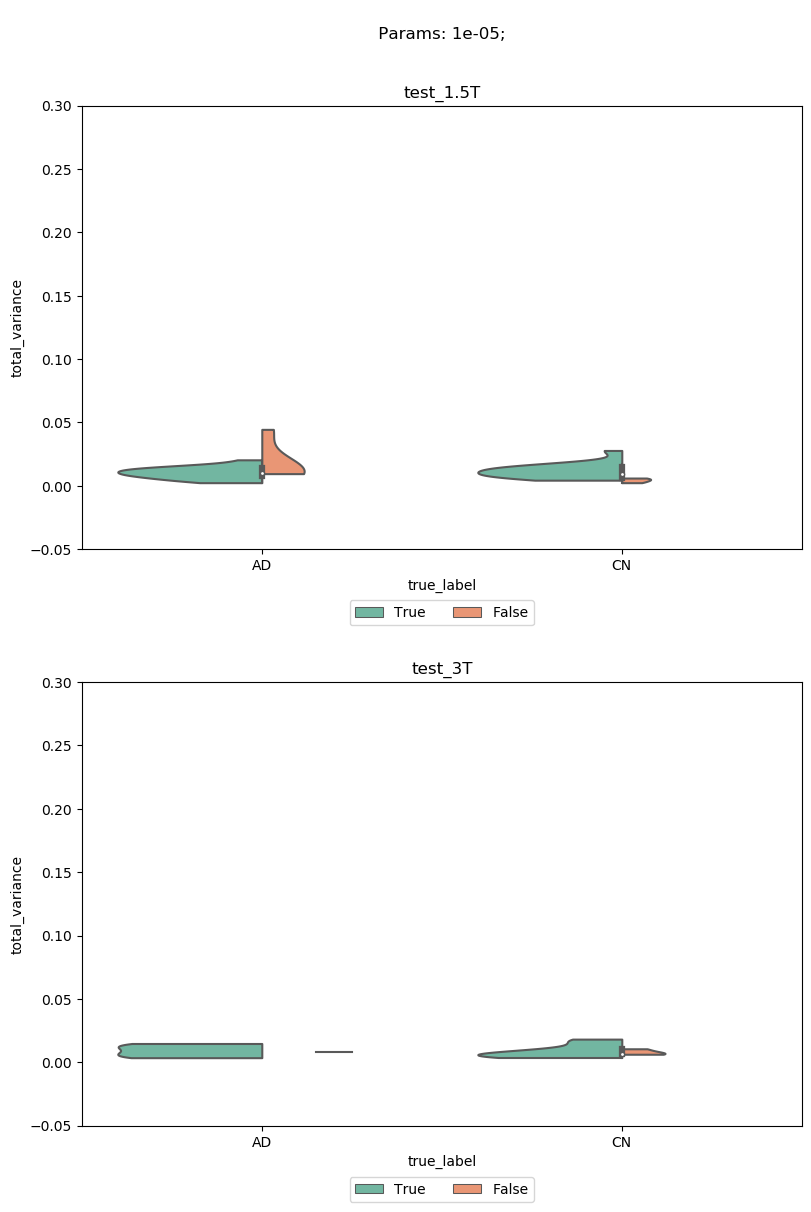 Params: 1e-05;
test_1.5T
0.30
0.25
0.20
0.15
0.10
0.05
0.00
−0.05
total_variance
AD CN
true_label
True False
test_3T
0.30
0.25
0.20
0.15
0.10
0.05
0.00
−0.05
total_variance
AD CN
true_label
True False